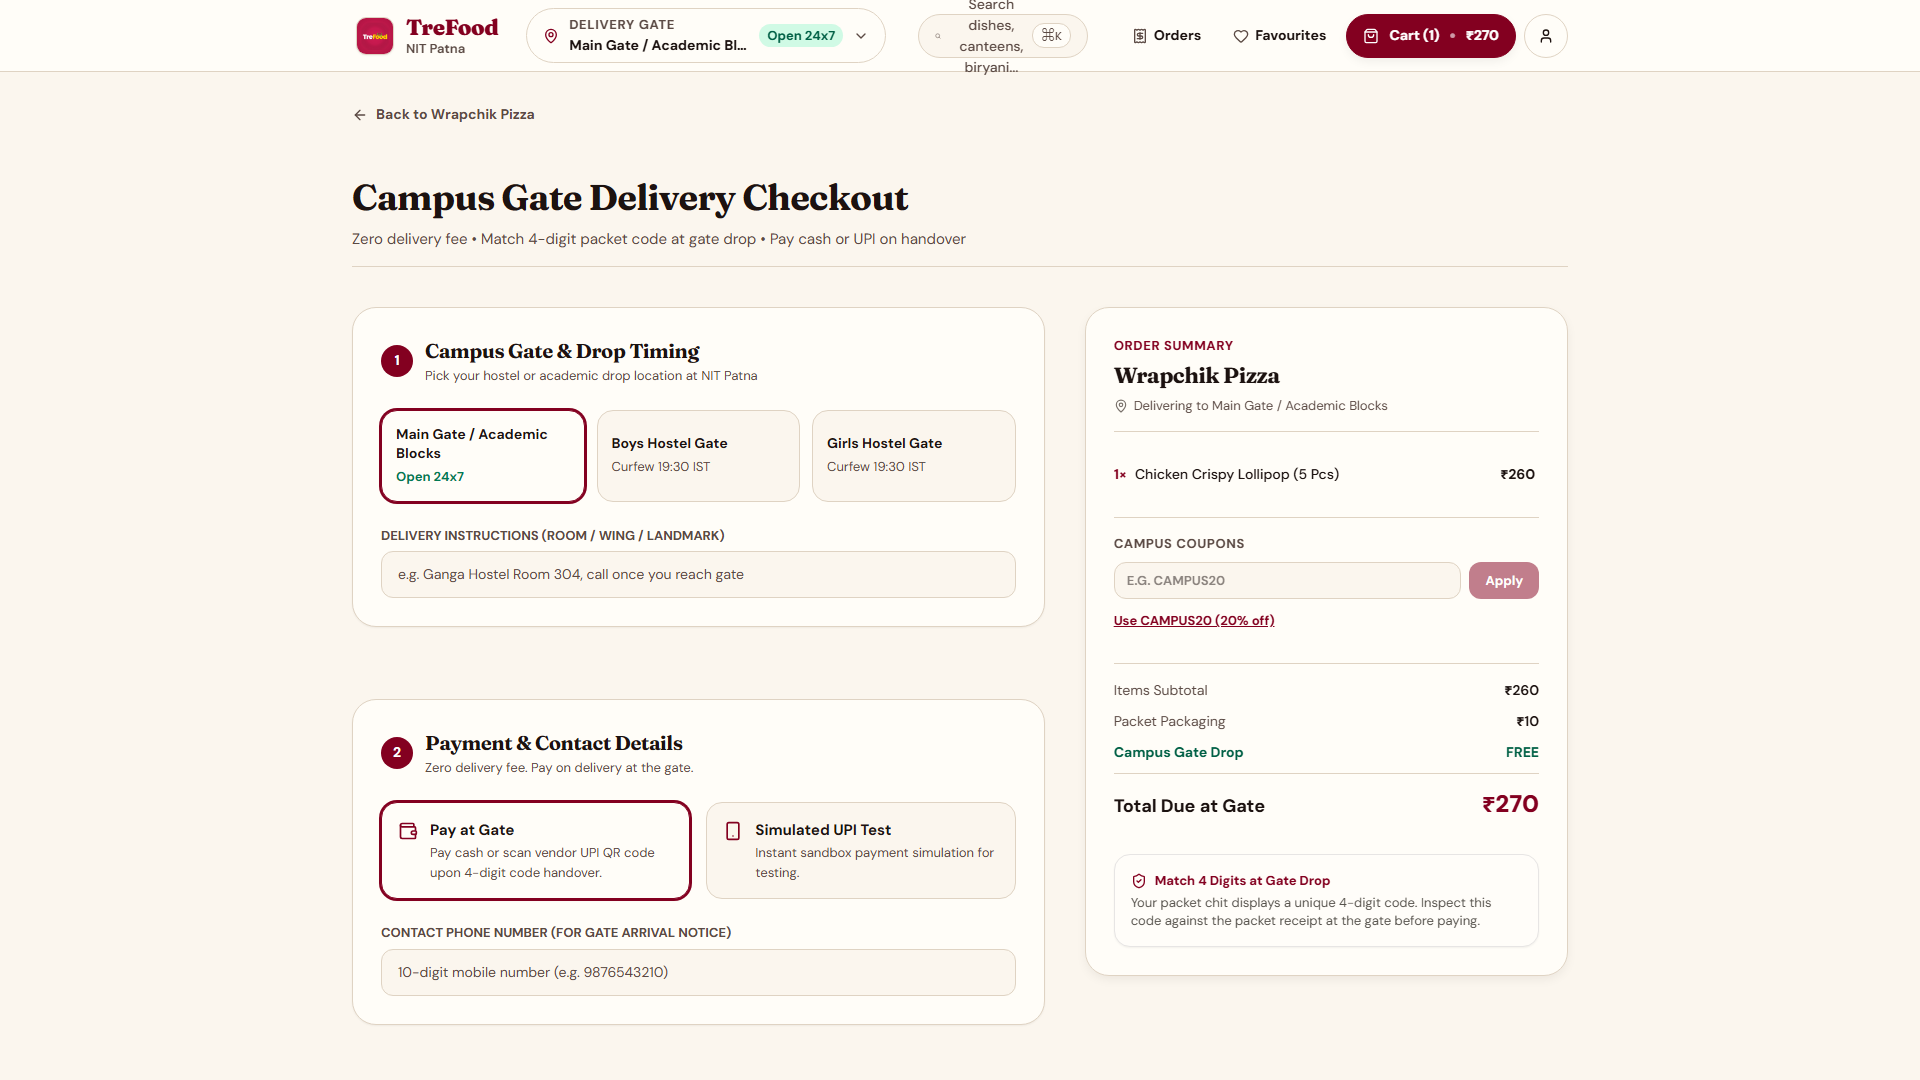 TreFood
TreFood
NIT Patna
DELIVERY GATE
Main Gate / Academic Bl...
Open 24x7
Search
dishes,
canteens,
biryani...
⌘K
Orders
Favourites
Cart (1) • ₹270
Back to Wrapchik Pizza
Campus Gate Delivery Checkout
Zero delivery fee • Match 4-digit packet code at gate drop • Pay cash or UPI on handover
1
Campus Gate & Drop Timing
Pick your hostel or academic drop location at NIT Patna
Main Gate / Academic
Blocks
Open 24x7
Boys Hostel Gate
Curfew 19:30 IST
Girls Hostel Gate
Curfew 19:30 IST
DELIVERY INSTRUCTIONS (ROOM / WING / LANDMARK)
e.g. Ganga Hostel Room 304, call once you reach gate
2
Payment & Contact Details
Zero delivery fee. Pay on delivery at the gate.
Pay at Gate
Pay cash or scan vendor UPI QR code
upon 4-digit code handover.
Simulated UPI Test
Instant sandbox payment simulation for
testing.
CONTACT PHONE NUMBER (FOR GATE ARRIVAL NOTICE)
10-digit mobile number (e.g. 9876543210)
ORDER SUMMARY
Wrapchik Pizza
Delivering to Main Gate / Academic Blocks
1× Chicken Crispy Lollipop (5 Pcs) ₹260
CAMPUS COUPONS
E.G. CAMPUS20
Apply
Use CAMPUS20 (20% off)
Items Subtotal ₹260
Packet Packaging ₹10
Campus Gate Drop FREE
Total Due at Gate ₹270
Match 4 Digits at Gate Drop
Your packet chit displays a unique 4-digit code. Inspect this
code against the packet receipt at the gate before paying.